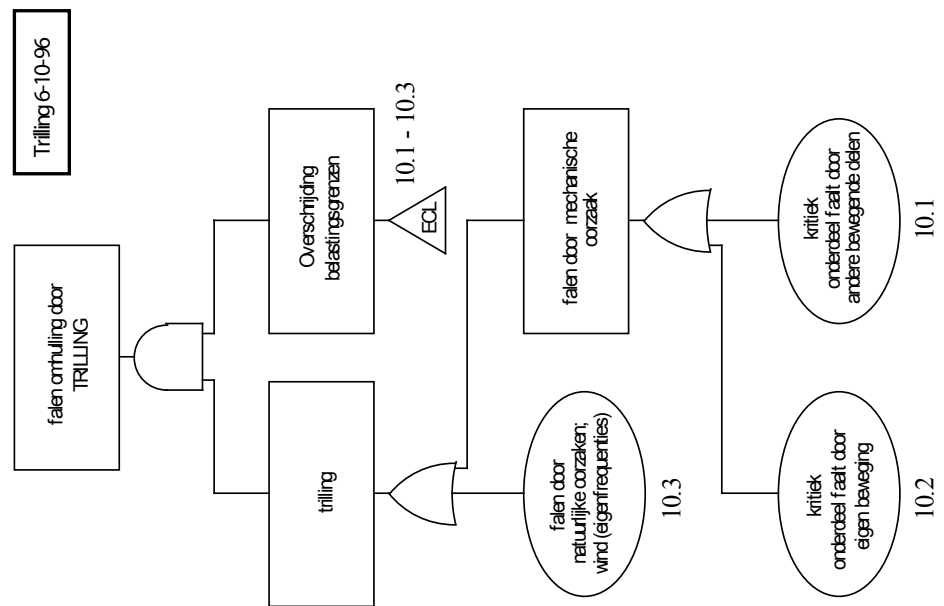 Trilling 6-10-96
falen omhulling door
TRILLING
trilling
Overschrijding
belastingsgrenzen
ECL
10.1 - 10.3
falen door
natuurlijke oorzaken;
wind (eigenfrequenties)
10.3
falen door mechanische
oorzaak
kritiek
onderdeel faalt door
eigen beweging
10.2
kritiek
onderdeel faalt door
andere bewegende delen
10.1